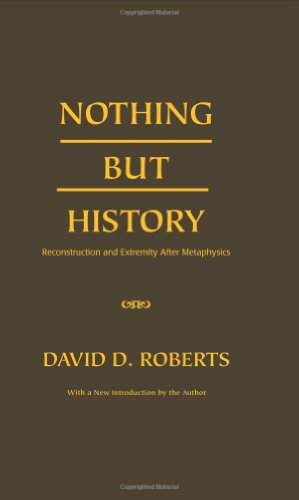 NOTHING
BUT
HISTORY
Reconstruction and Extremity After Metaphysics
DAVID D. ROBERTS
With a New Introduction by the Author